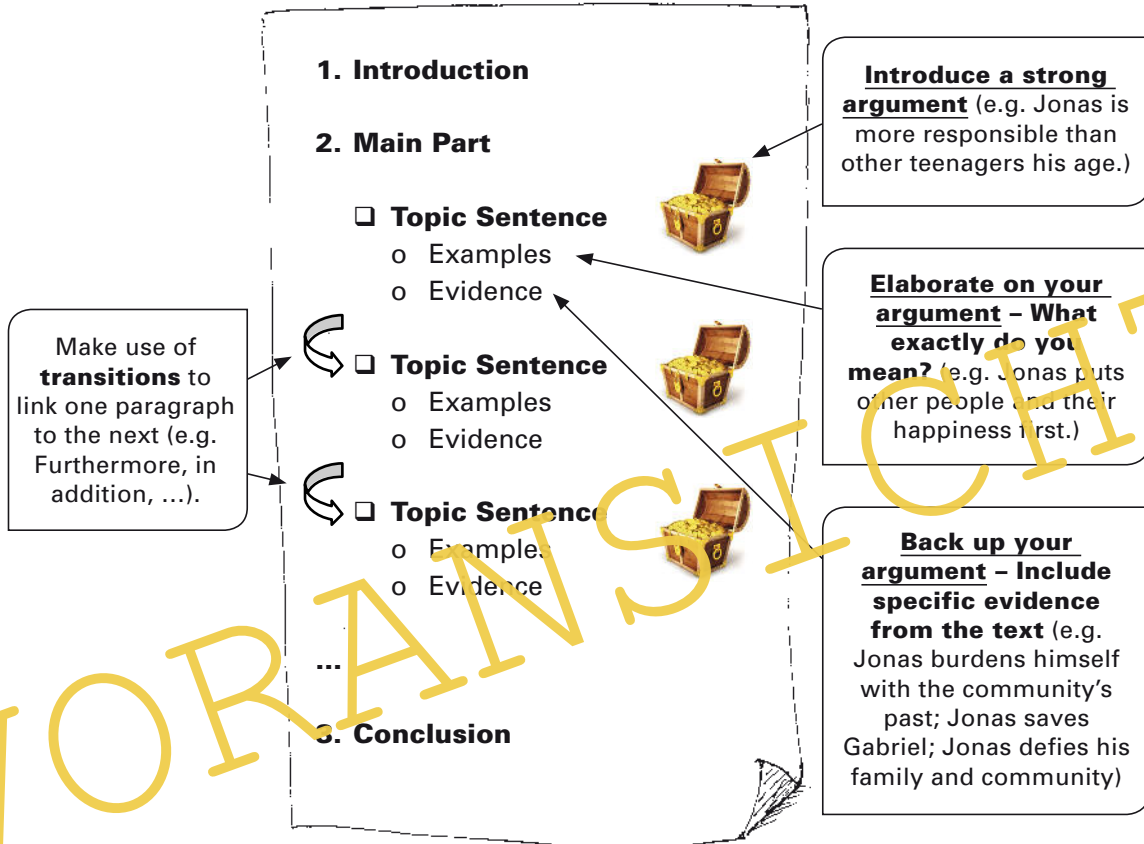 1. Introduction
2. Main Part
❑ Topic Sentence
o Examples
o Evidence
❑ Topic Sentence
o Examples
o Evidence
❑ Topic Sentence
o Examples
o Evidence
...
3. Conclusion
Make use of
transitions to
link one paragraph
to the next (e.g.
Furthermore, in
addition, …).
Introduce a strong
argument (e.g. Jonas is
more responsible than
other teenagers his age.)
Elaborate on your
argument – What
exactly do you
mean? (e.g. Jonas puts
other people and their
happiness first.)
Back up your
argument – Include
specific evidence
from the text (e.g.
Jonas burdens himself
with the community’s
past; Jonas saves
Gabriel; Jonas defies his
family and community)
VORANSICHT